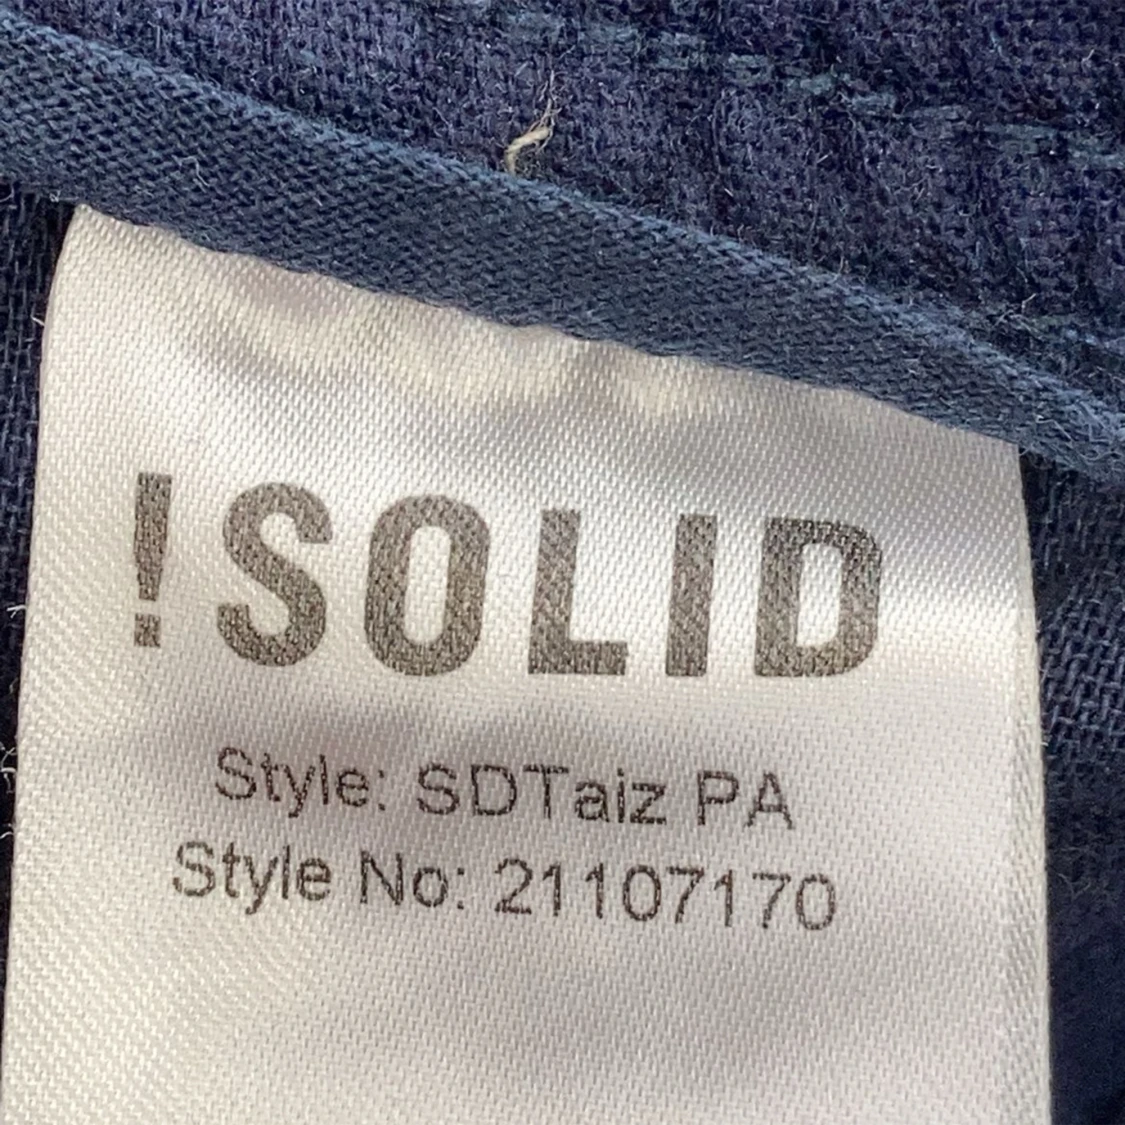 !SOLID
Style: SDTaiz PA
Style No: 21107170